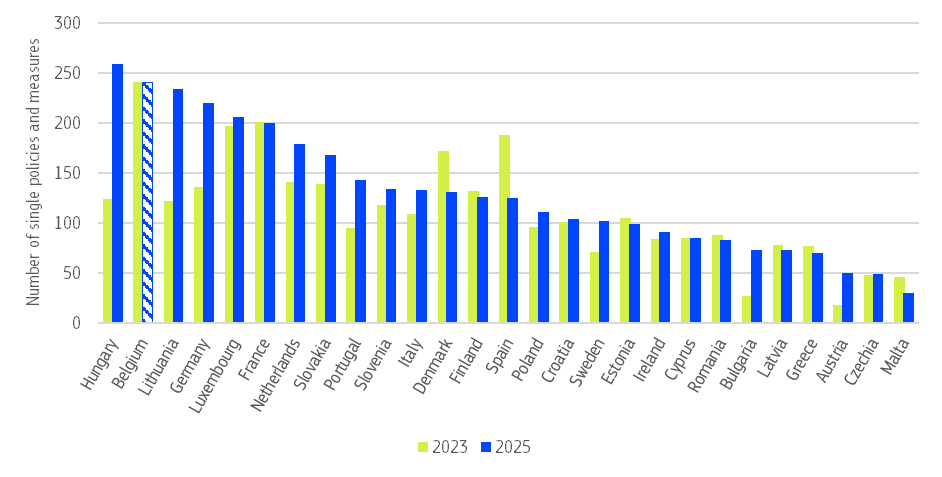 Number of single policies and measures
300
250
200
150
100
50
0
Hungary
Belgium
Lithuania
Germany
Luxembourg
France
Netherlands
Slovakia
Portugal
Slovenia
Italy
Denmark
Finland
Spain
Poland
Croatia
Sweden
Estonia
Ireland
Cyprus
Romania
Bulgaria
Latvia
Greece
Austria
Czechia
Malta
2023 2025